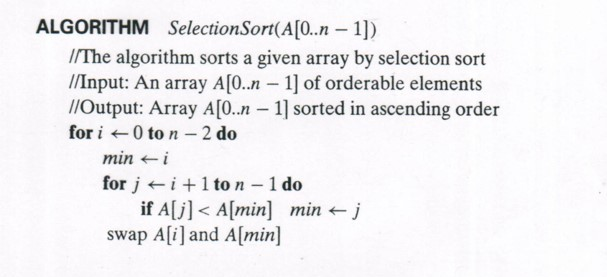 ALGORITHM SelectionSort(A[0..n − 1])
//The algorithm sorts a given array by selection sort
//Input: An array A[0..n − 1] of orderable elements
//Output: Array A[0..n − 1] sorted in ascending order
for i ← 0 to n − 2 do
min ← i
for j ← i + 1 to n − 1 do
if A[j] < A[min] min ← j
swap A[i] and A[min]